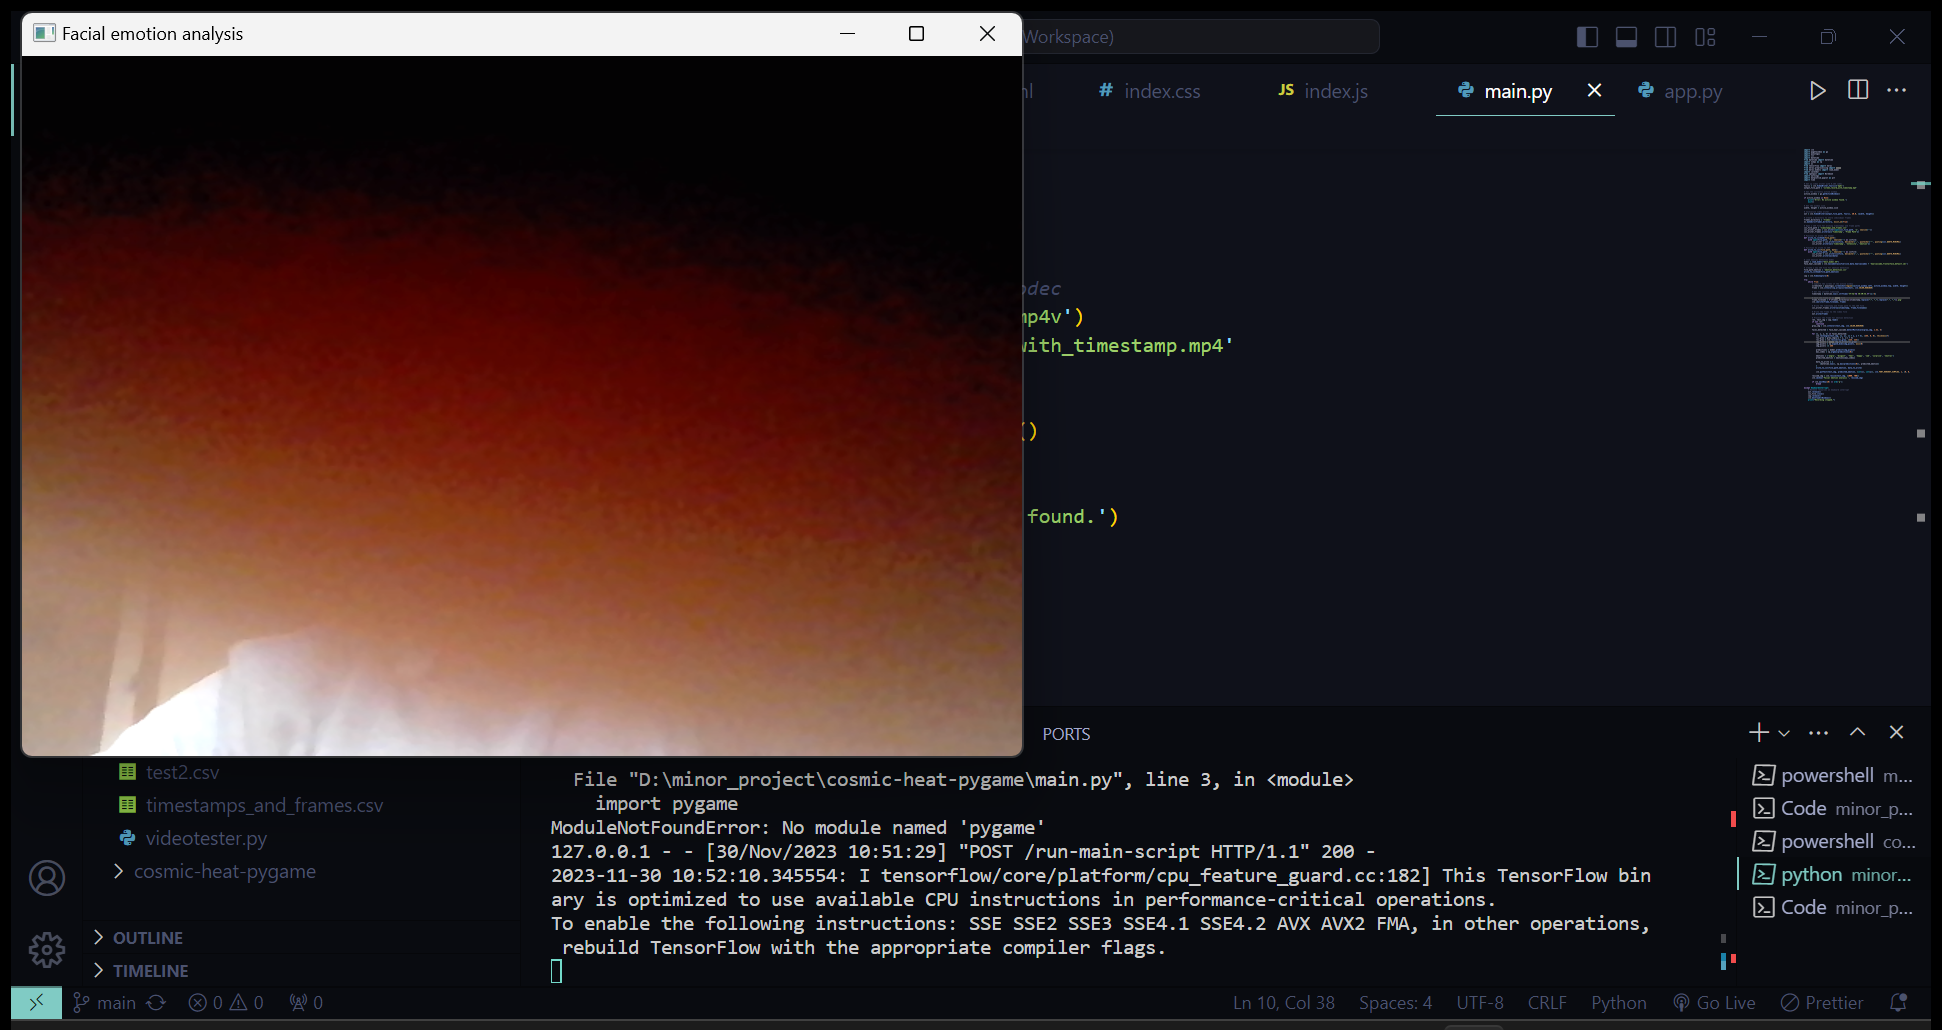 Facial emotion analysis
Workspace)
index.css
JS index.js
main.py
app.py
mp4v')
with_timestamp.mp4'
()
found.')
PORTS
test2.csv
timestamps_and_frames.csv
videotester.py
cosmic-heat-pygame
OUTLINE
TIMELINE
File "D:\minor_project\cosmic-heat-pygame\main.py", line 3, in <module>
import pygame
ModuleNotFoundError: No module named 'pygame'
127.0.0.1 - - [30/Nov/2023 10:51:29] "POST /run-main-script HTTP/1.1" 200 -
2023-11-30 10:52:10.345554: I tensorflow/core/platform/cpu_feature_guard.cc:182] This TensorFlow bin
ary is optimized to use available CPU instructions in performance-critical operations.
To enable the following instructions: SSE SSE2 SSE3 SSE4.1 SSE4.2 AVX AVX2 FMA, in other operations,
rebuild TensorFlow with the appropriate compiler flags.
powershell m...
Code minor_p...
powershell co...
python minor...
Code minor_p...
main 0 0 0
Ln 10, Col 38 Spaces: 4 UTF-8 CRLF Python Go Live Prettier